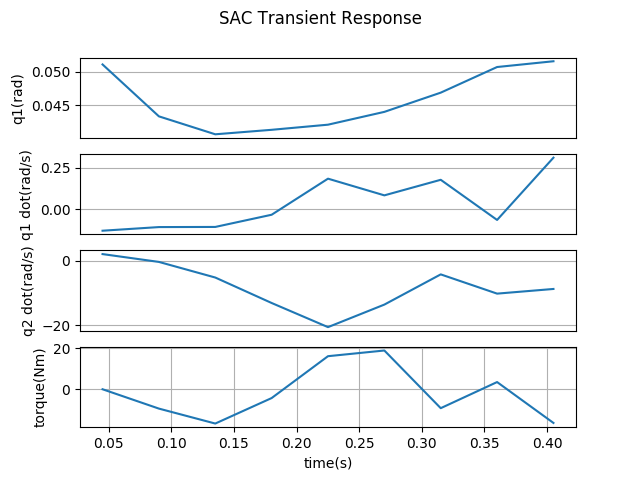 SAC Transient Response
q1(rad)
0.050
0.045
q1 dot(rad/s)
0.25
0.00
q2 dot(rad/s)
0
−20
torque(Nm)
20
0
0.05 0.10 0.15 0.20 0.25 0.30 0.35 0.40
time(s)